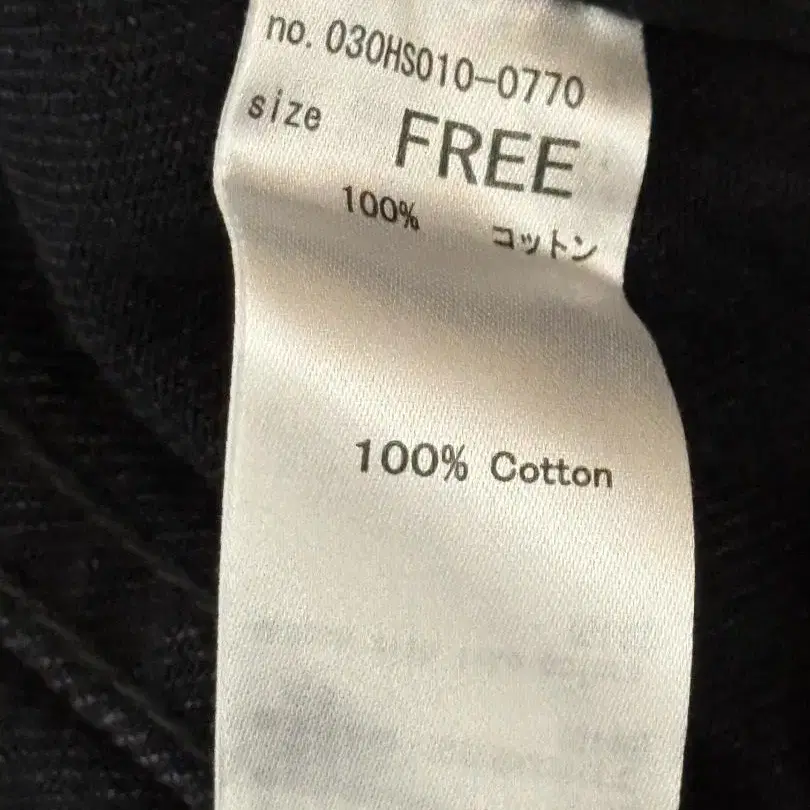 no. 030HS010-0770
size FREE
100% コットン
100% Cotton